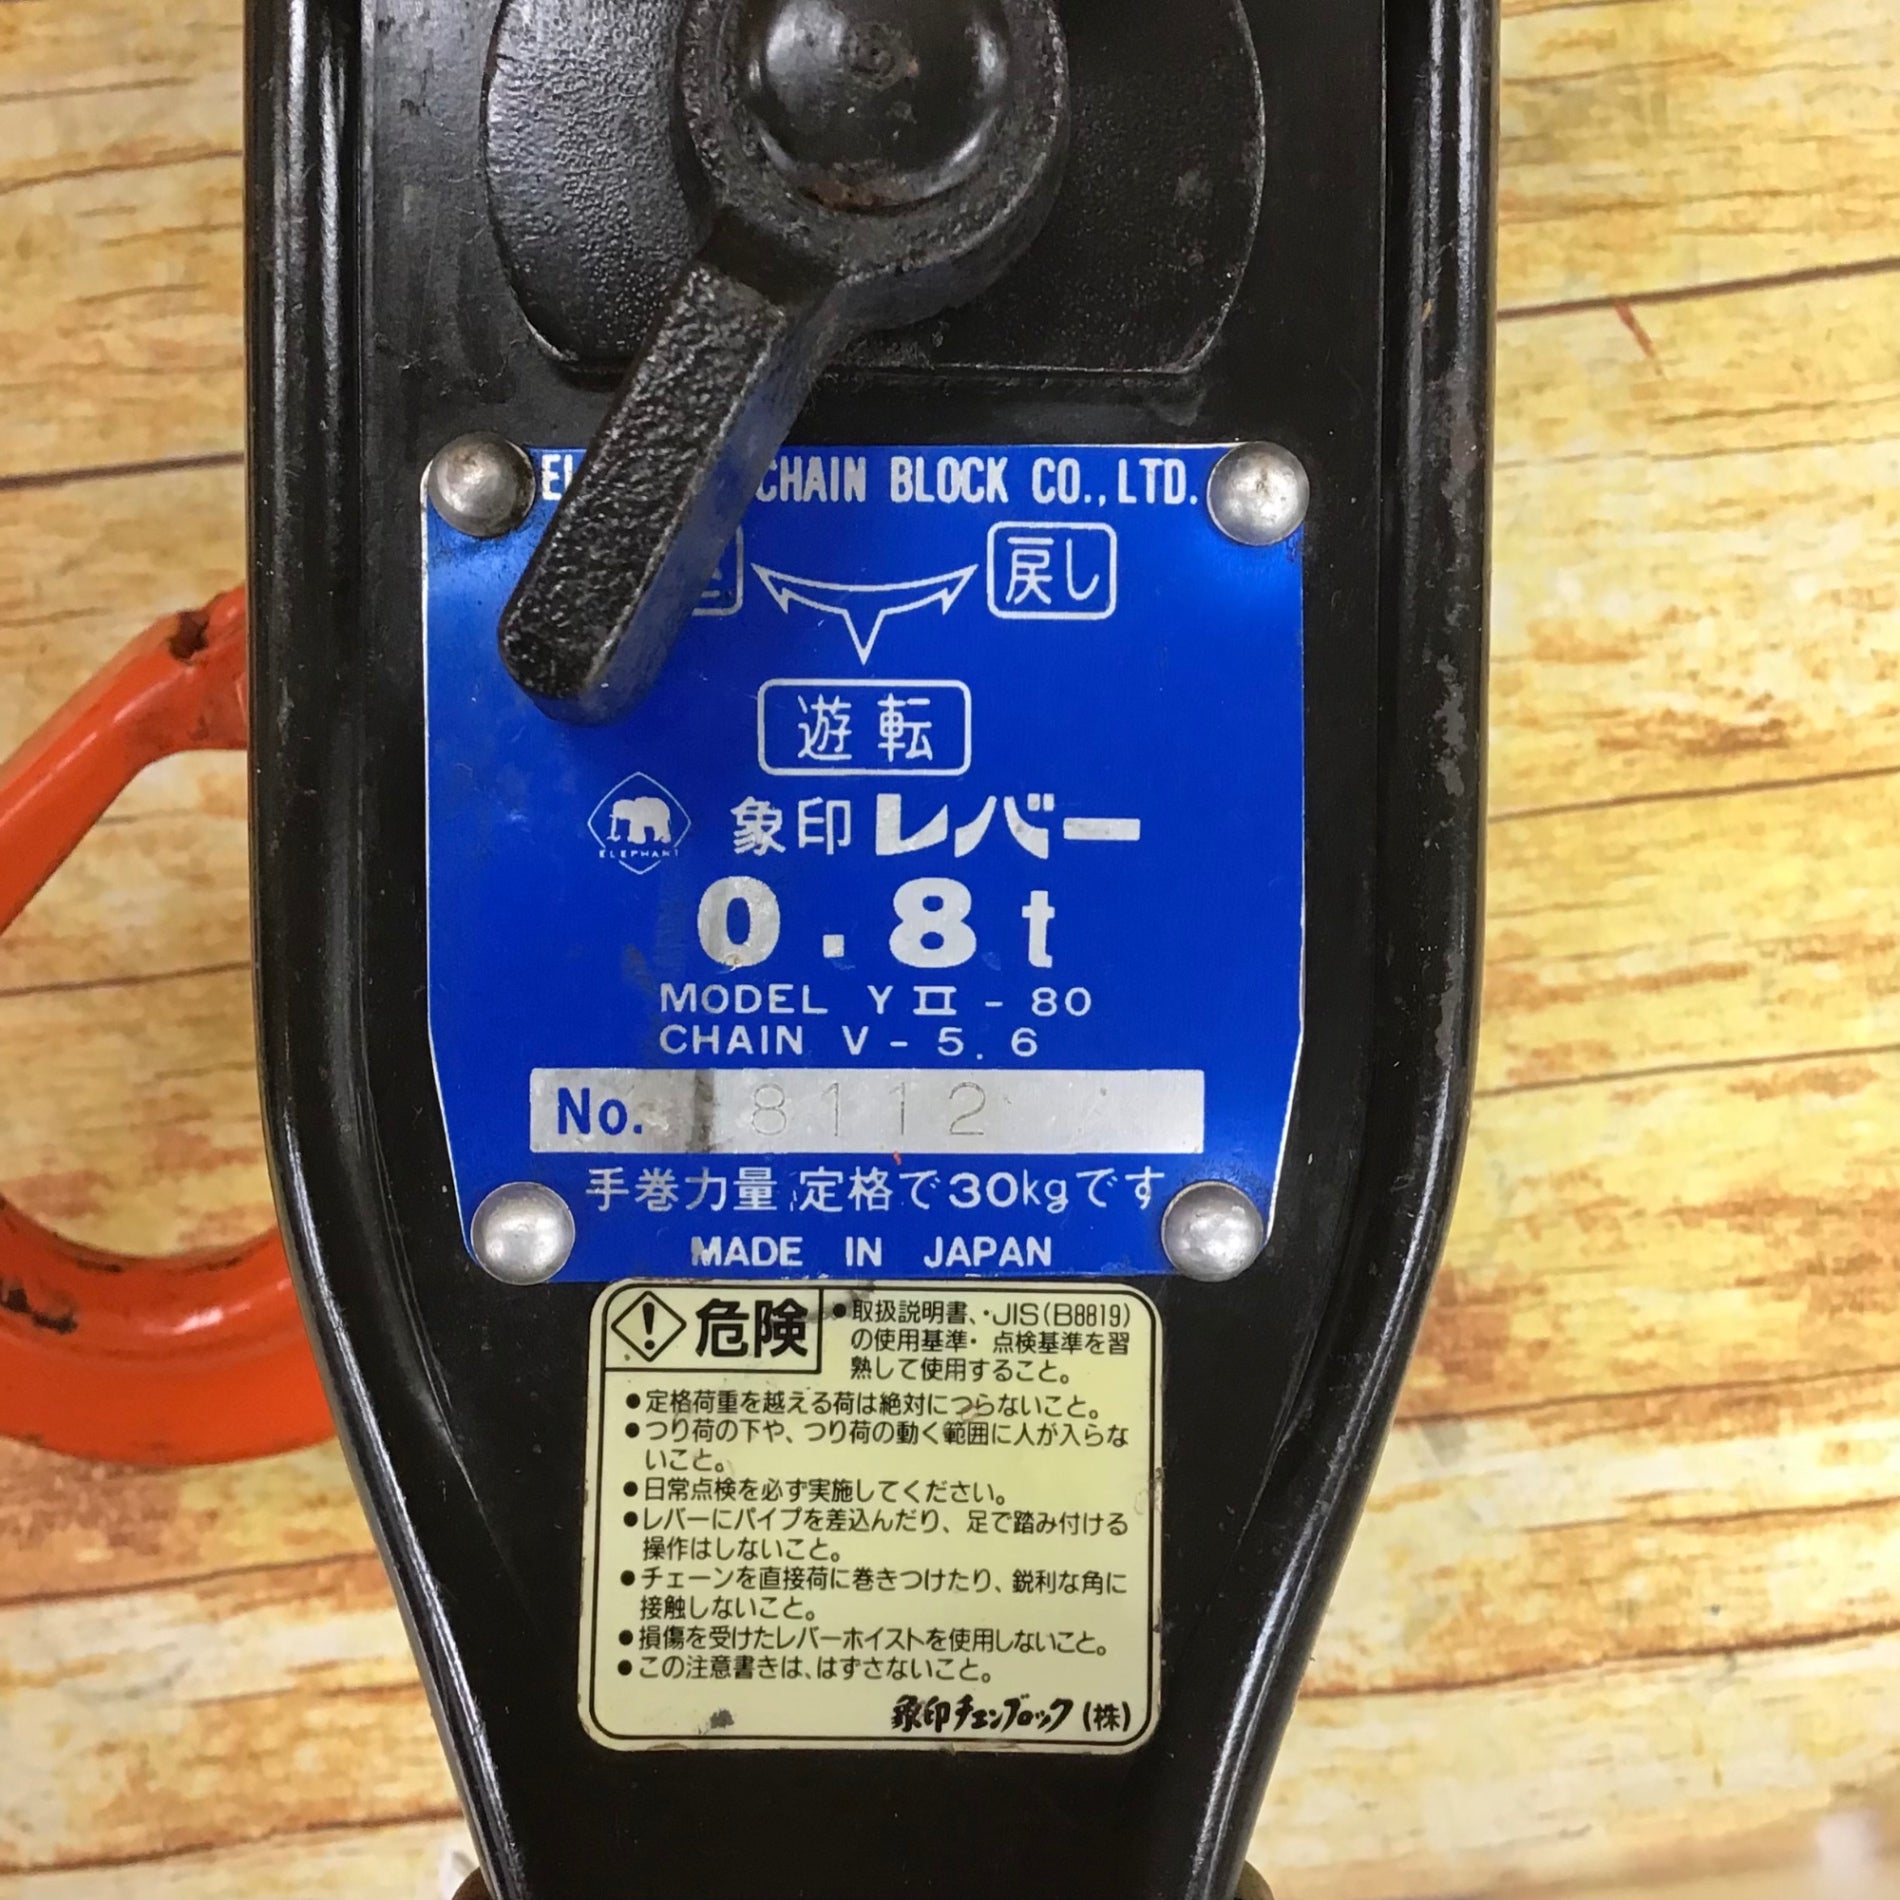 CHAIN BLOCK CO., LTD.
戻し
遊転
ELEPHANT
象印レバー
0.8t
MODEL YⅡ-80
CHAIN V-5.6
No. 8112
手巻力量 定格で30kgです
MADE IN JAPAN
危険
•取扱説明書、・JIS(B8819)
の使用基準・点検基準を習
熟して使用すること。
●定格荷重を越える荷は絶対につらないこと。
●つり荷の下や、つり荷の動く範囲に人が入らな
いこと。
●日常点検を必ず実施してください。
●レバーにパイプを差込んだり、足で踏み付ける
操作はしないこと。
●チェーンを直接荷に巻きつけたり、鋭利な角に
接触しないこと。
●損傷を受けたレバーホイストを使用しないこと。
●この注意書きは、はずさないこと。
象印チェンブロック(株)